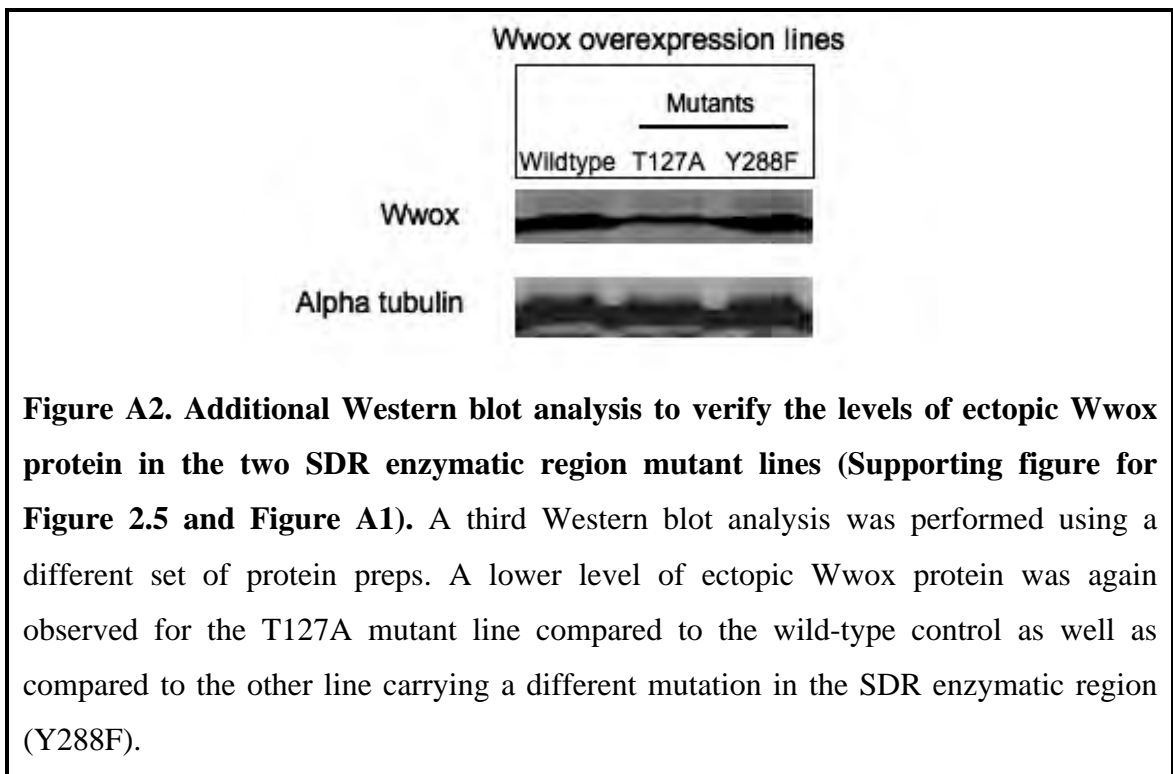 Wwox overexpression lines
Mutants
Wildtype T127A Y288F
Wwox
Alpha tubulin
Figure A2. Additional Western blot analysis to verify the levels of ectopic Wwox
protein in the two SDR enzymatic region mutant lines (Supporting figure for
Figure 2.5 and Figure A1). A third Western blot analysis was performed using a
different set of protein preps. A lower level of ectopic Wwox protein was again
observed for the T127A mutant line compared to the wild-type control as well as
compared to the other line carrying a different mutation in the SDR enzymatic region
(Y288F).